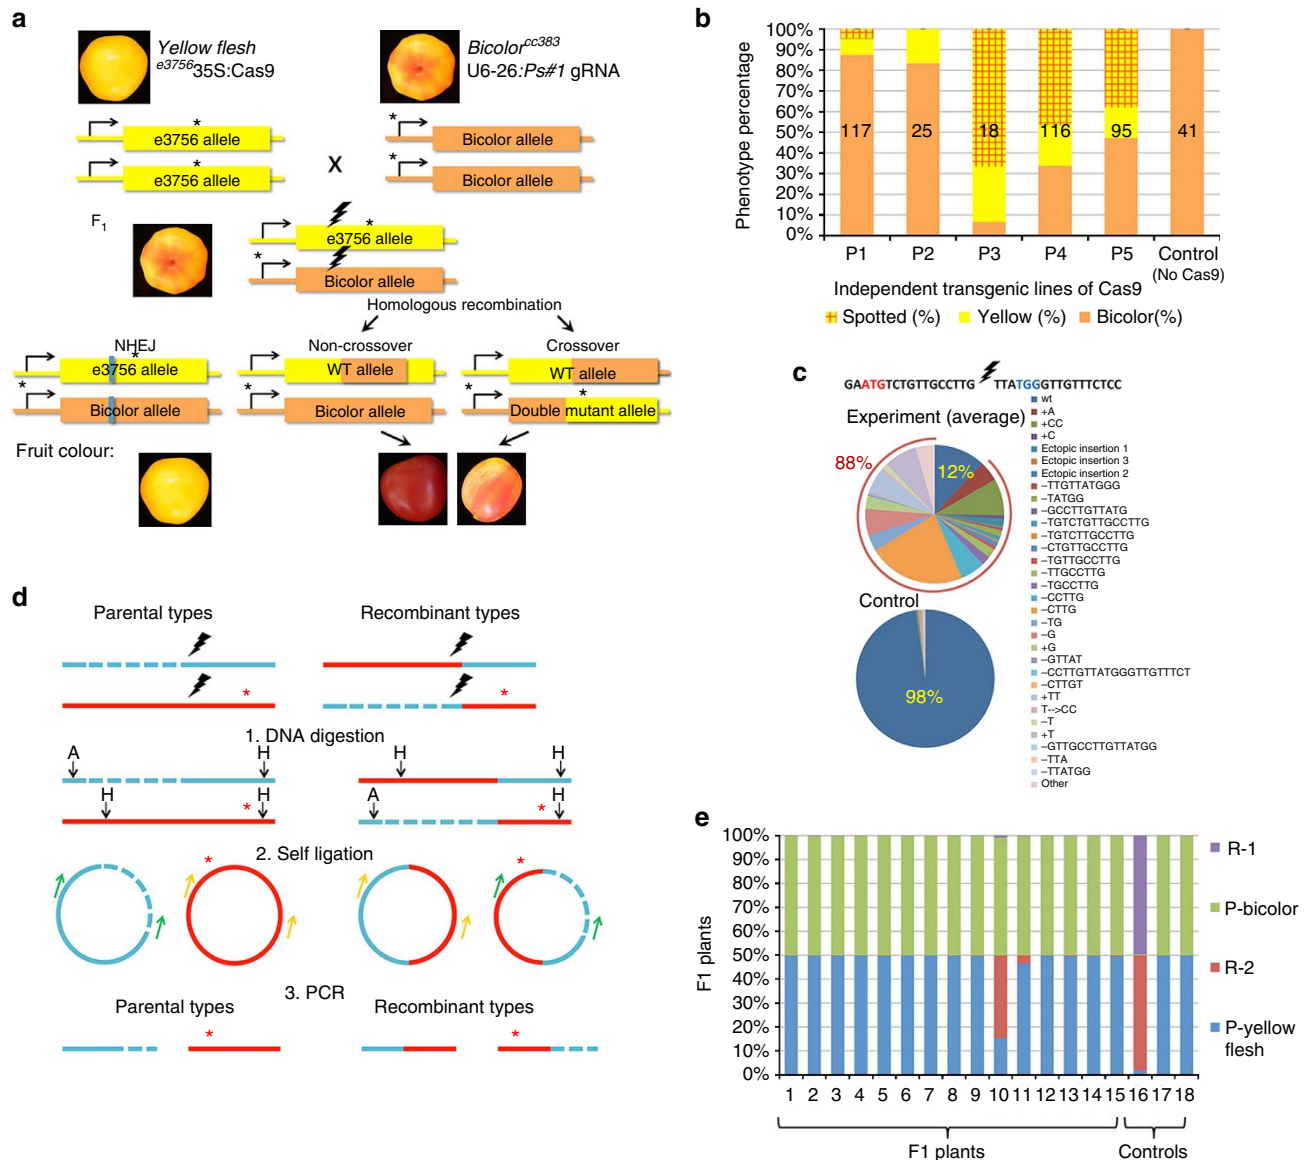 a
Yellow flesh
e3756 35S:Cas9
Bicolor cc383
U6-26:Ps#1 gRNA
*
e3756 allele
*
e3756 allele
X
*
Bicolor allele
*
Bicolor allele
F1
*
e3756 allele
*
Bicolor allele
Homologous recombination
NHEJ
*
e3756 allele
*
Bicolor allele
Non-crossover
WT allele
*
Bicolor allele
Crossover
WT allele
*
*
Double mutant allele
Fruit colour:
b
Phenotype percentage
100%
90%
80%
70%
60%
50%
40%
30%
20%
10%
0%
117
25
18
116
95
41
P1
P2
P3
P4
P5
Control
(No Cas9)
Independent transgenic lines of Cas9
Spotted (%)
Yellow (%)
Bicolor(%)
c
GAATGTCTGTTGCCTTG TTATGGGTTGTTTCTCC
Experiment (average)
88%
12%
Control
98%
wt
+A
+CC
+C
Ectopic insertion 1
Ectopic insertion 3
Ectopic insertion 2
–TTGTTATGGG
–TATGG
–GCCTTGTTATG
–TGTCTGTTGCCTTG
–TGTCTTGCCTTG
–CTGTTGCCTTG
–TGTTGCCTTG
–TTGCCTTG
–TGCCTTG
–CCTTG
–CTTG
–TG
–G
+G
–GTTAT
–CCTTGTTATGGGTTGTTTCT
–CTTGT
+TT
T-->CC
–T
+T
–GTTGCCTTGTTATGG
–TTA
–TTATGG
Other
d
Parental types
Recombinant types
*
*
1. DNA digestion
A
H
H
H
*
H
H
A
H
*
2. Self ligation
*
*
3. PCR
Parental types
Recombinant types
*
*
e
F1 plants
100%
90%
80%
70%
60%
50%
40%
30%
20%
10%
0%
1 2 3 4 5 6 7 8 9 10 11 12 13 14 15 16 17 18
F1 plants
Controls
R-1
P-bicolor
R-2
P-yellow
flesh